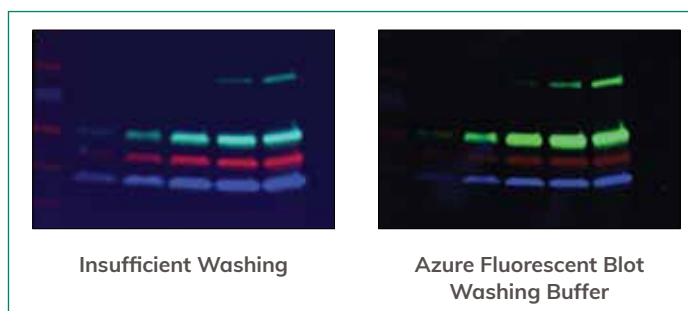 Insufficient Washing
Azure Fluorescent Blot
Washing Buffer